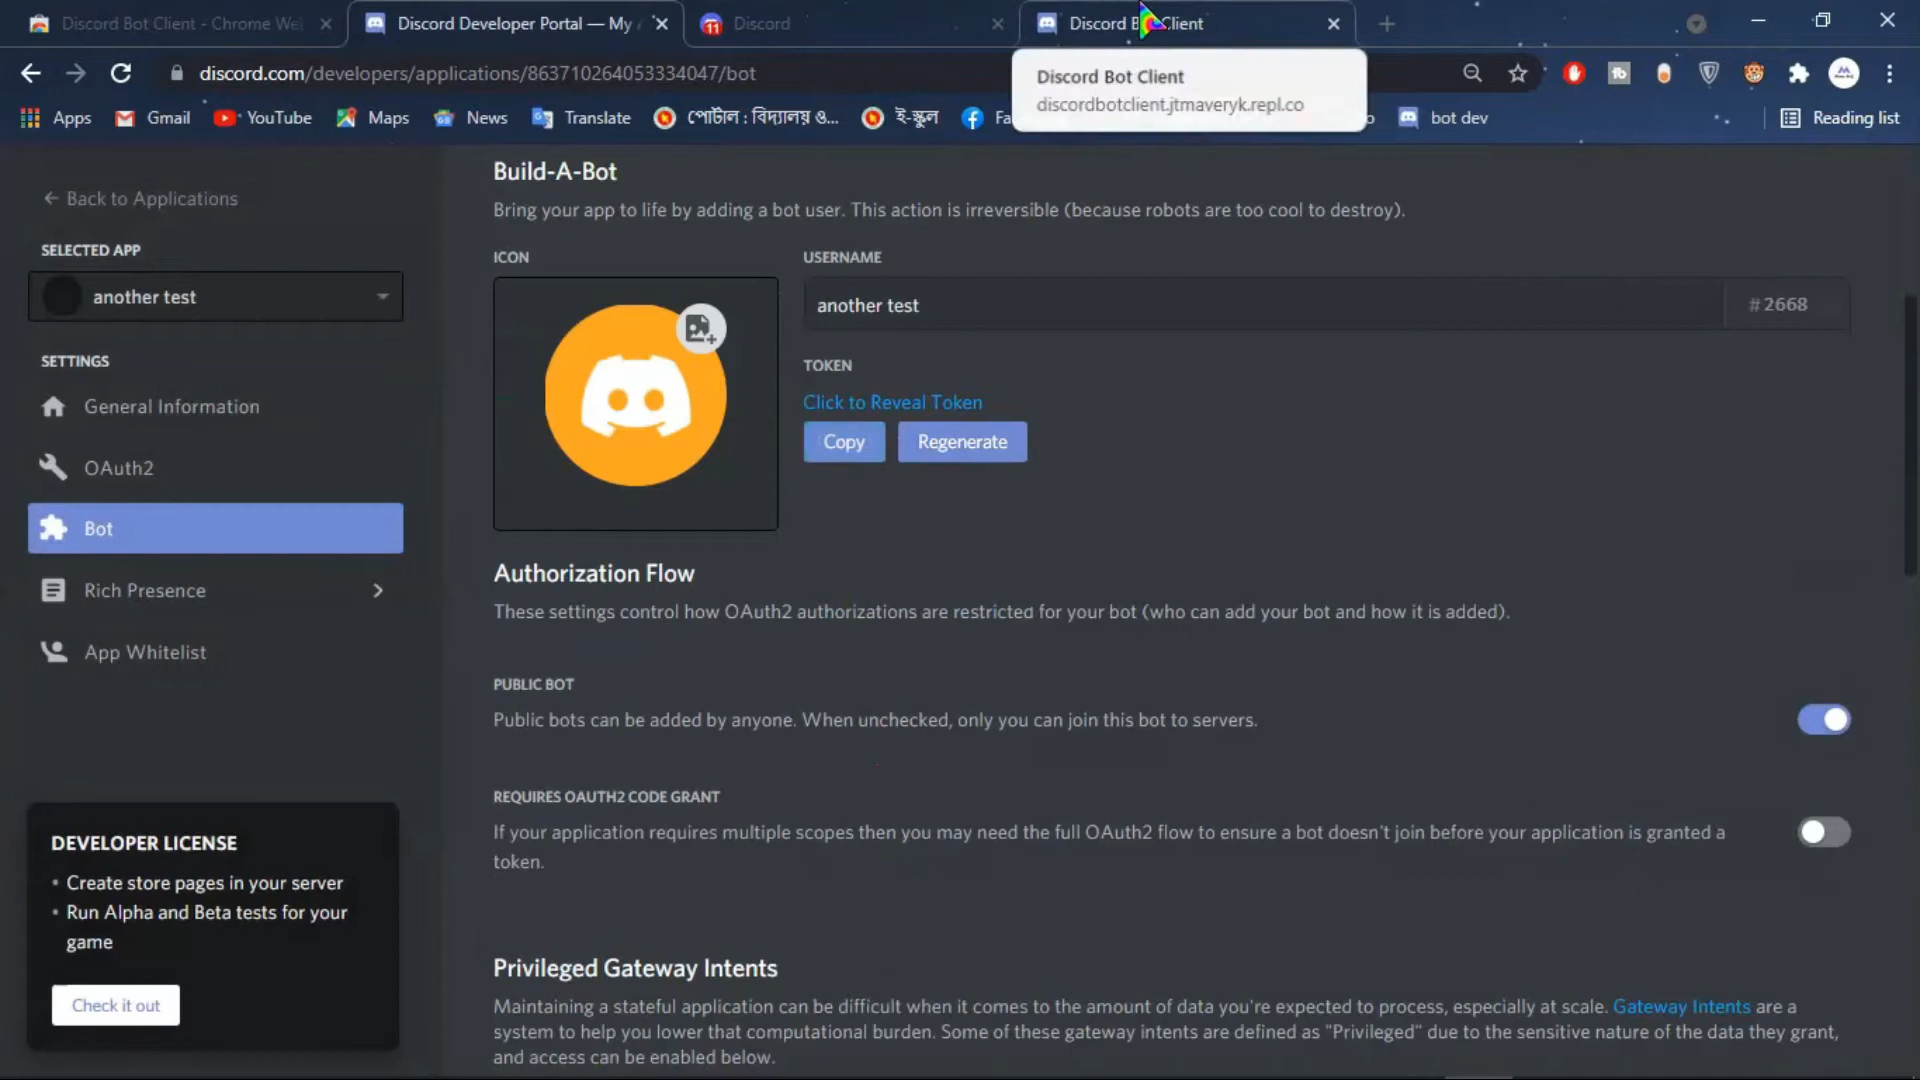 Discord Bot Client - Chrome We
Discord Developer Portal — My
11
Discord
discord.com/developers/applications/863710264053334047/bot
Discord Bot Client
discordbotclient.jtmaveryk.repl.co
Apps
Gmail
YouTube
Maps
News
Translate
পোর্টাল : বিদ্যালয় ও...
ই-স্কুল
bot dev
Reading list
Back to Applications
SELECTED APP
another test
SETTINGS
General Information
OAuth2
Bot
Rich Presence
App Whitelist
DEVELOPER LICENSE
• Create store pages in your server
• Run Alpha and Beta tests for your
game
Check it out
Build-A-Bot
Bring your app to life by adding a bot user. This action is irreversible (because robots are too cool to destroy).
ICON
USERNAME
another test
#2668
TOKEN
Click to Reveal Token
Copy
Regenerate
Authorization Flow
These settings control how OAuth2 authorizations are restricted for your bot (who can add your bot and how it is added).
PUBLIC BOT
Public bots can be added by anyone. When unchecked, only you can join this bot to servers.
REQUIRES OAUTH2 CODE GRANT
If your application requires multiple scopes then you may need the full OAuth2 flow to ensure a bot doesn't join before your application is granted a
token.
Privileged Gateway Intents
Maintaining a stateful application can be difficult when it comes to the amount of data you're expected to process, especially at scale. Gateway Intents are a
system to help you lower that computational burden. Some of these gateway intents are defined as "Privileged" due to the sensitive nature of the data they grant,
and access can be enabled below.